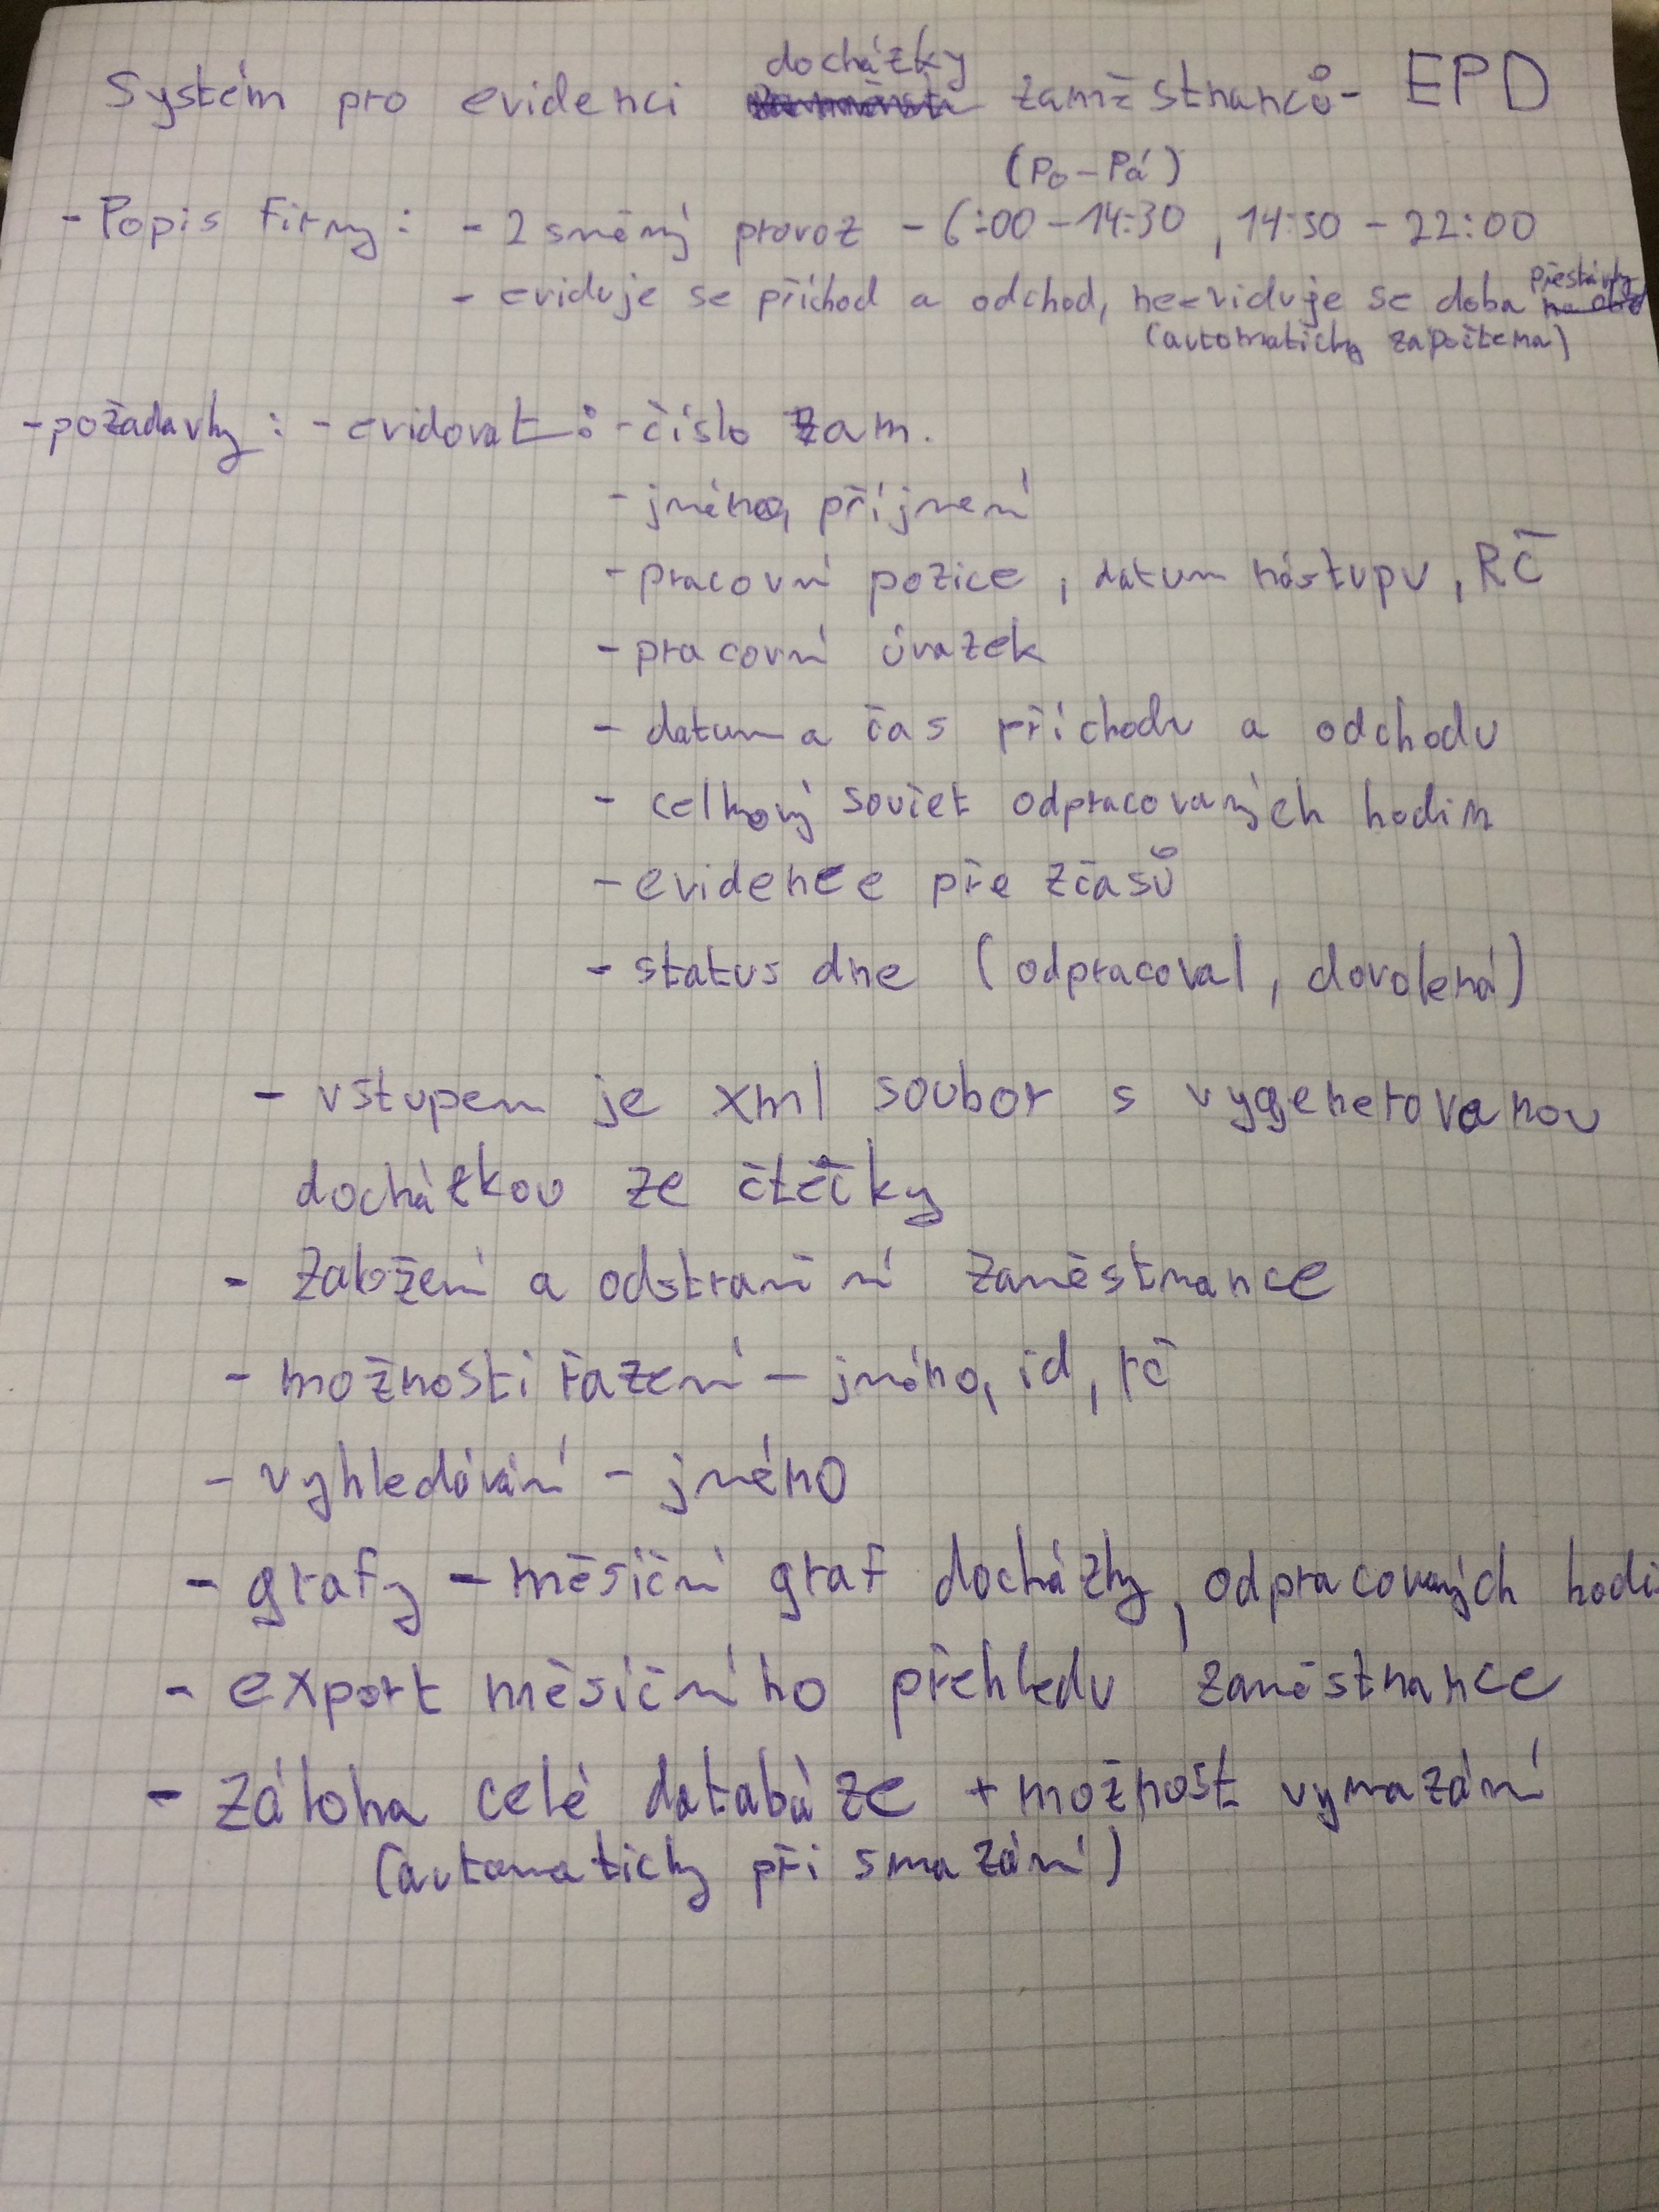 Systém pro evidenci docházky zaměstnanců - EPD
(Po-Pá)
- Popis firmy: - 2 směnný provoz - 6:00 - 14:30, 14:30 - 22:00
- eviduje se příchod a odchod, neeviduje se doba přestávky
(automaticky započtena)
- požadavky: - evidovat: - číslo zam.
- jméno, příjmení
- pracovní pozice, datum nástupu, RČ
- pracovní úvazek
- datum a čas příchodu a odchodu
- celkový součet odpracovaných hodin
- evidence přezčasů
- status dne (odpracoval, dovolená)
- vstupem je xml soubor s vygenerovanou
docházkou ze čtečky
- Založení a odstranění zaměstnance
- možnosti řazení - jméno, id, rč
- vyhledávání - jméno
- grafy - měsíční graf docházky, odpracovaných hodi
- export měsíčního přehledu zaměstnance
- záloha celé databáze + možnost vymazání
(automaticky při smazání)